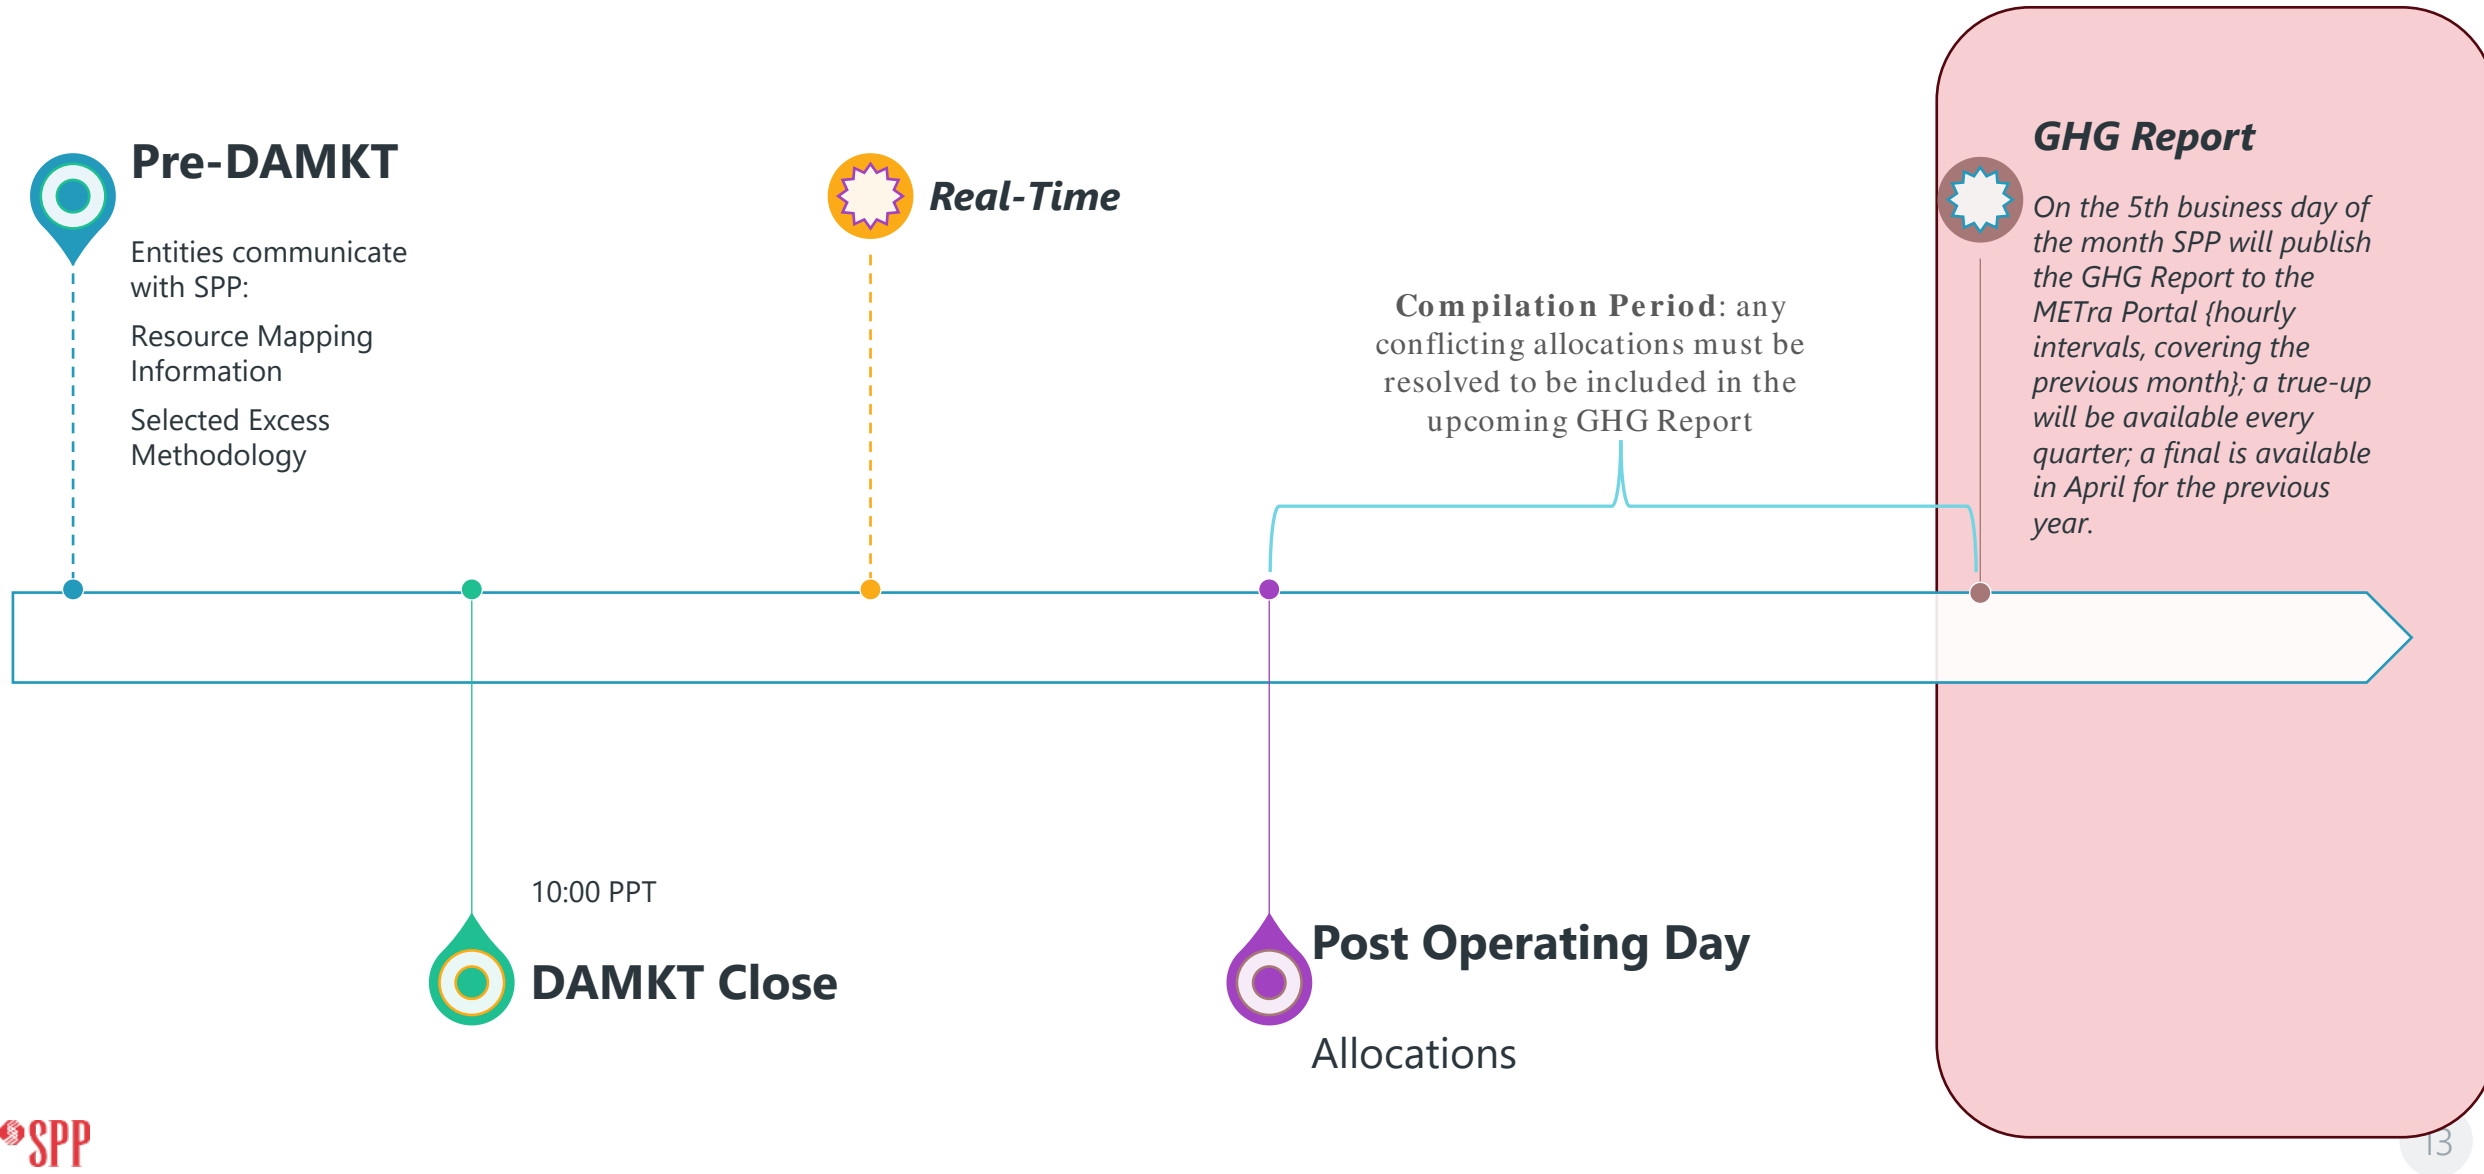 Pre-DAMKT
Entities communicate
with SPP:
Resource Mapping
Information
Selected Excess
Methodology
Real-Time
Compilation Period: any
conflicting allocations must be
resolved to be included in the
upcoming GHG Report
GHG Report
On the 5th business day of
the month SPP will publish
the GHG Report to the
METra Portal {hourly
intervals, covering the
previous month}; a true-up
will be available every
quarter; a final is available
in April for the previous
year.
10:00 PPT
DAMKT Close
Post Operating Day
Allocations
SPP
13